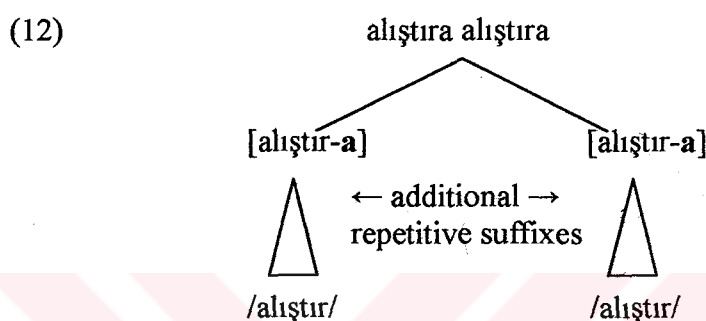 (12) alıştıra alıştıra
[alıştır-a] [alıştır-a]
← additional →
repetitive suffixes
/alıştır/ /alıştır/